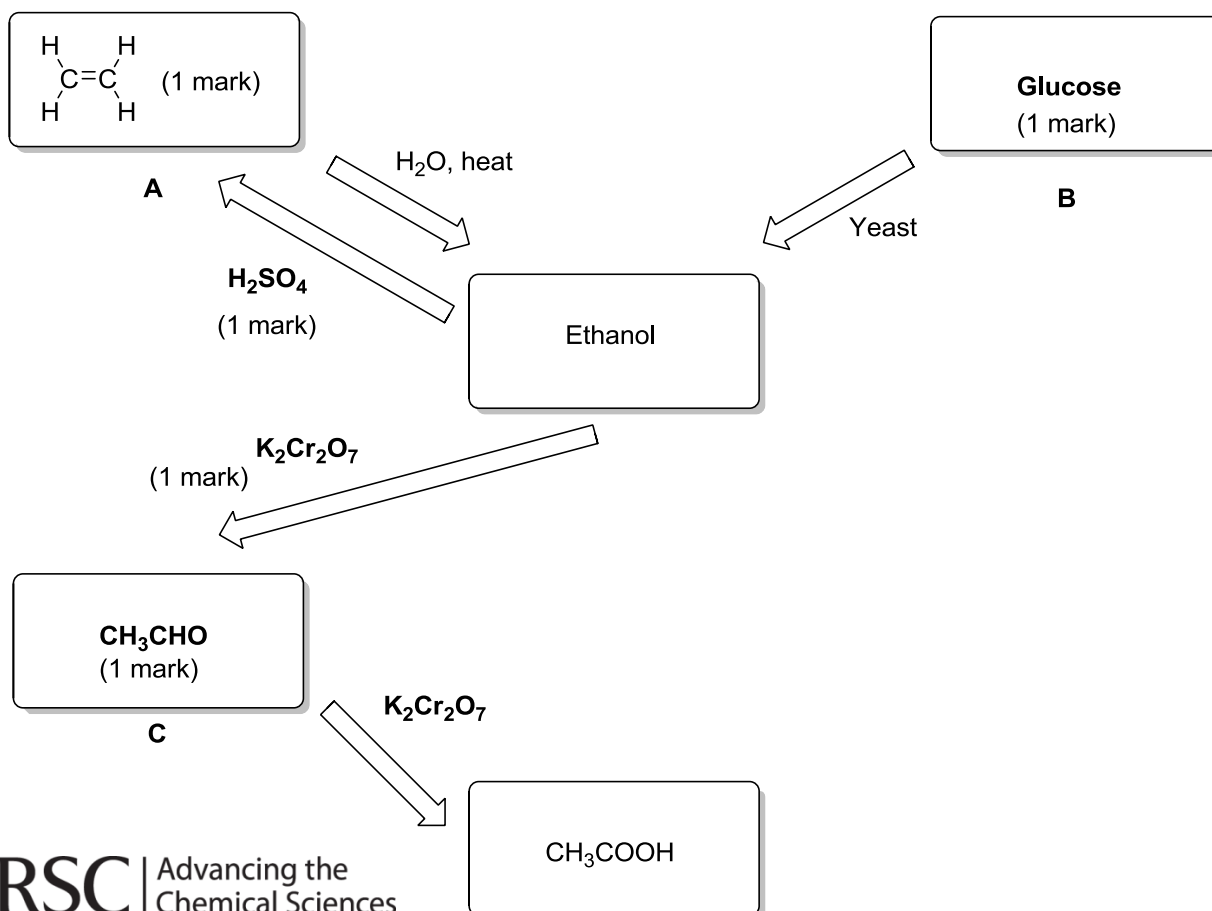 H H
C=C (1 mark)
H H
A
Glucose
(1 mark)
B
H₂O, heat
Yeast
H₂SO₄
(1 mark)
Ethanol
K₂Cr₂O₇
(1 mark)
CH₃CHO
(1 mark)
C
K₂Cr₂O₇
CH₃COOH
RSC
Advancing the
Chemical Sciences